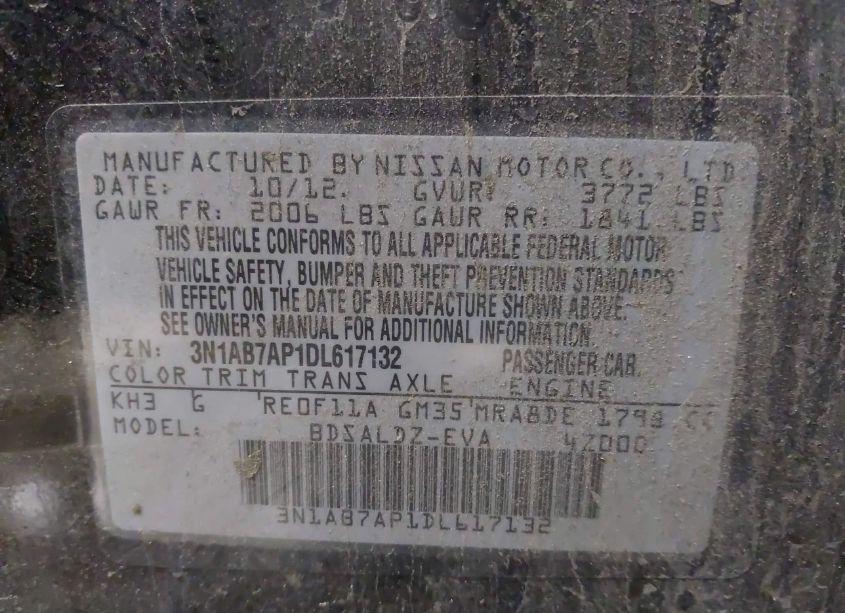 MANUFACTURED BY NISSAN MOTOR CO., LTD
DATE: 10/12. GVWR: 3772 LBS
GAWR FR: 2006 LBS GAWR RR: 1841 LBS
THIS VEHICLE CONFORMS TO ALL APPLICABLE FEDERAL MOTOR
VEHICLE SAFETY, BUMPER AND THEFT PREVENTION STANDARDS
IN EFFECT ON THE DATE OF MANUFACTURE SHOWN ABOVE.
SEE OWNER'S MANUAL FOR ADDITIONAL INFORMATION.
VIN: 3N1AB7AP1DL617132 PASSENGER CAR.
COLOR TRIM TRANS AXLE ENGINE
KH3 G RE0F11A GM35 MRA8DE 1798 CC
MODEL: BDSALDZ-EVA 42000
3N1AB7AP1DL617132